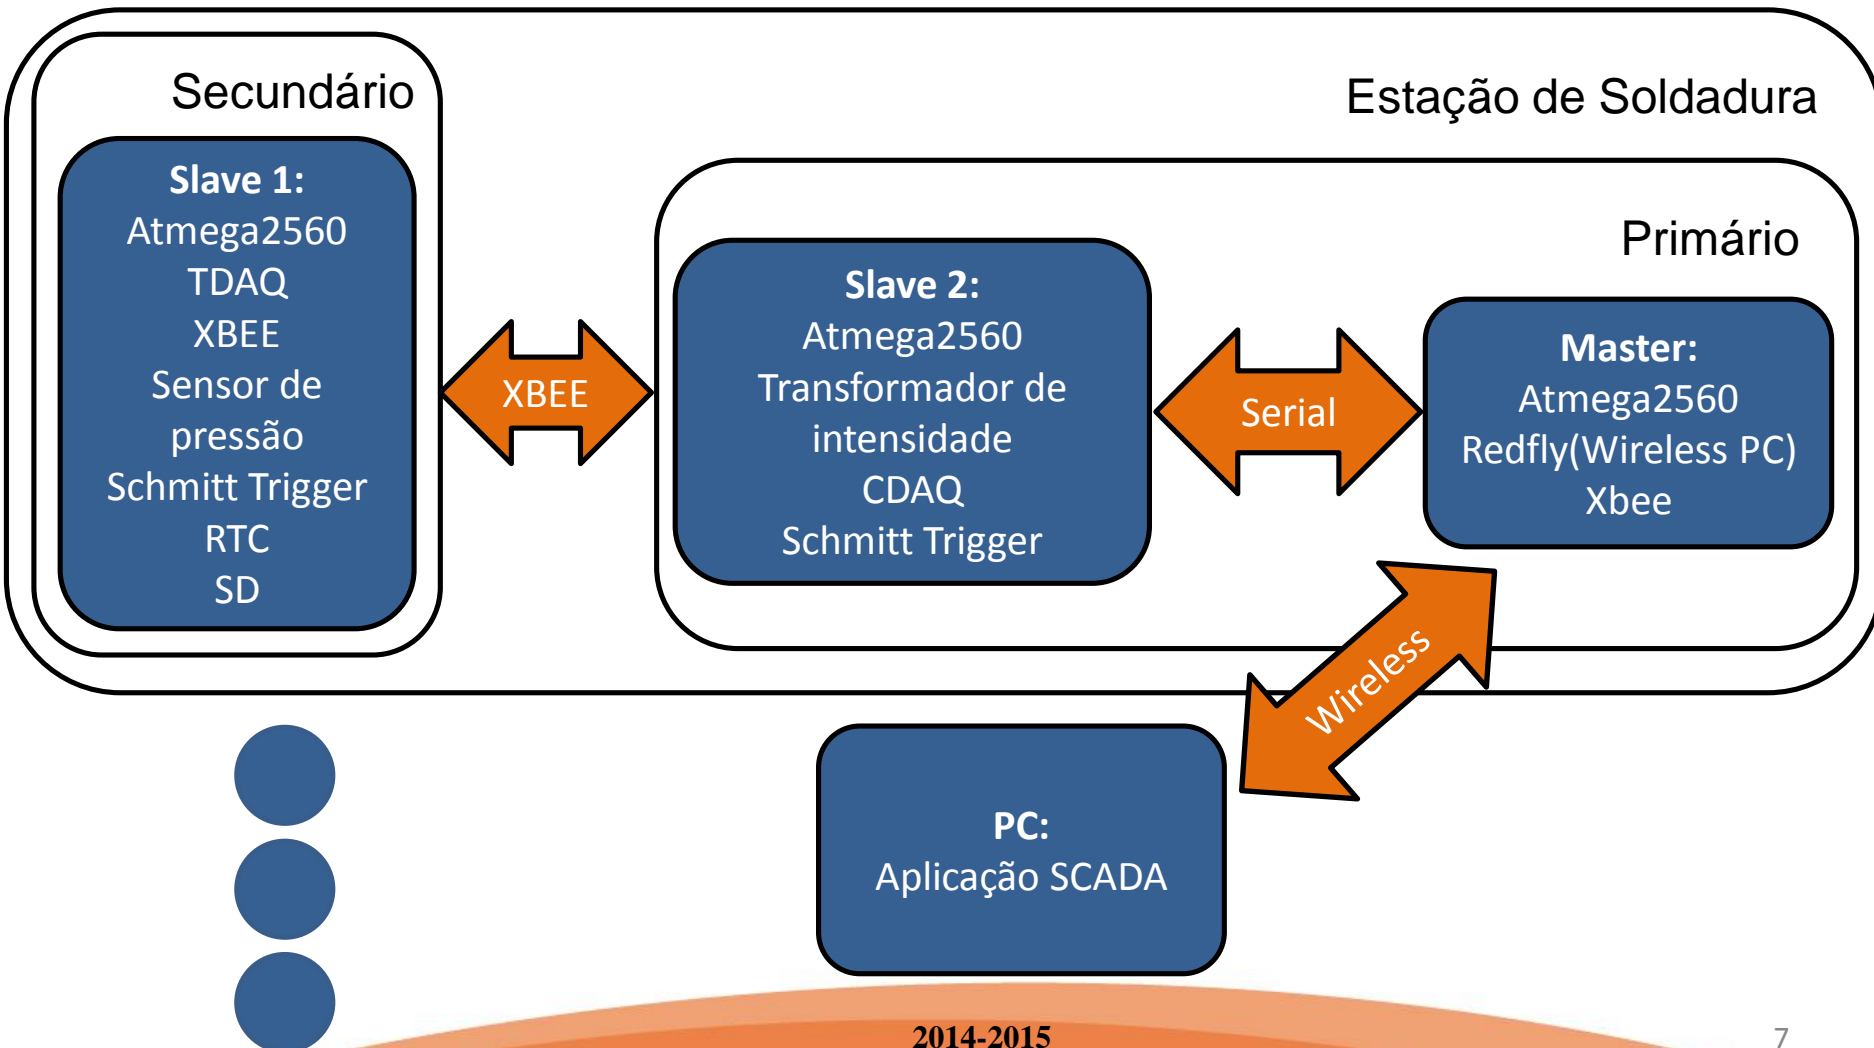 Secundário
Estação de Soldadura
Slave 1:
Atmega2560
TDAQ
XBEE
Sensor de
pressão
Schmitt Trigger
RTC
SD
XBEE
Primário
Slave 2:
Atmega2560
Transformador de
intensidade
CDAQ
Schmitt Trigger
Serial
Master:
Atmega2560
Redfly(Wireless PC)
Xbee
Wireless
PC:
Aplicação SCADA
2014-2015
7